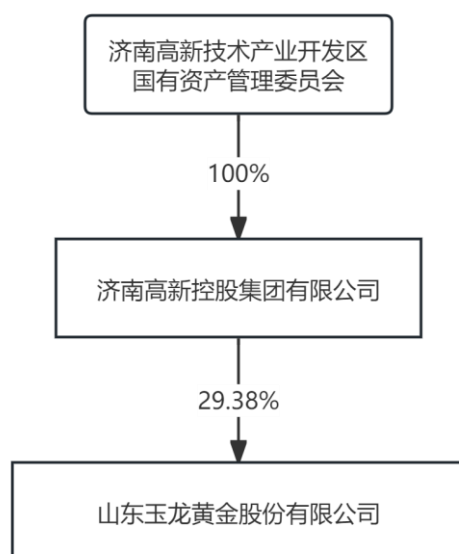 济南高新技术产业开发区
国有资产管理委员会
100%
济南高新控股集团有限公司
29.38%
山东玉龙黄金股份有限公司